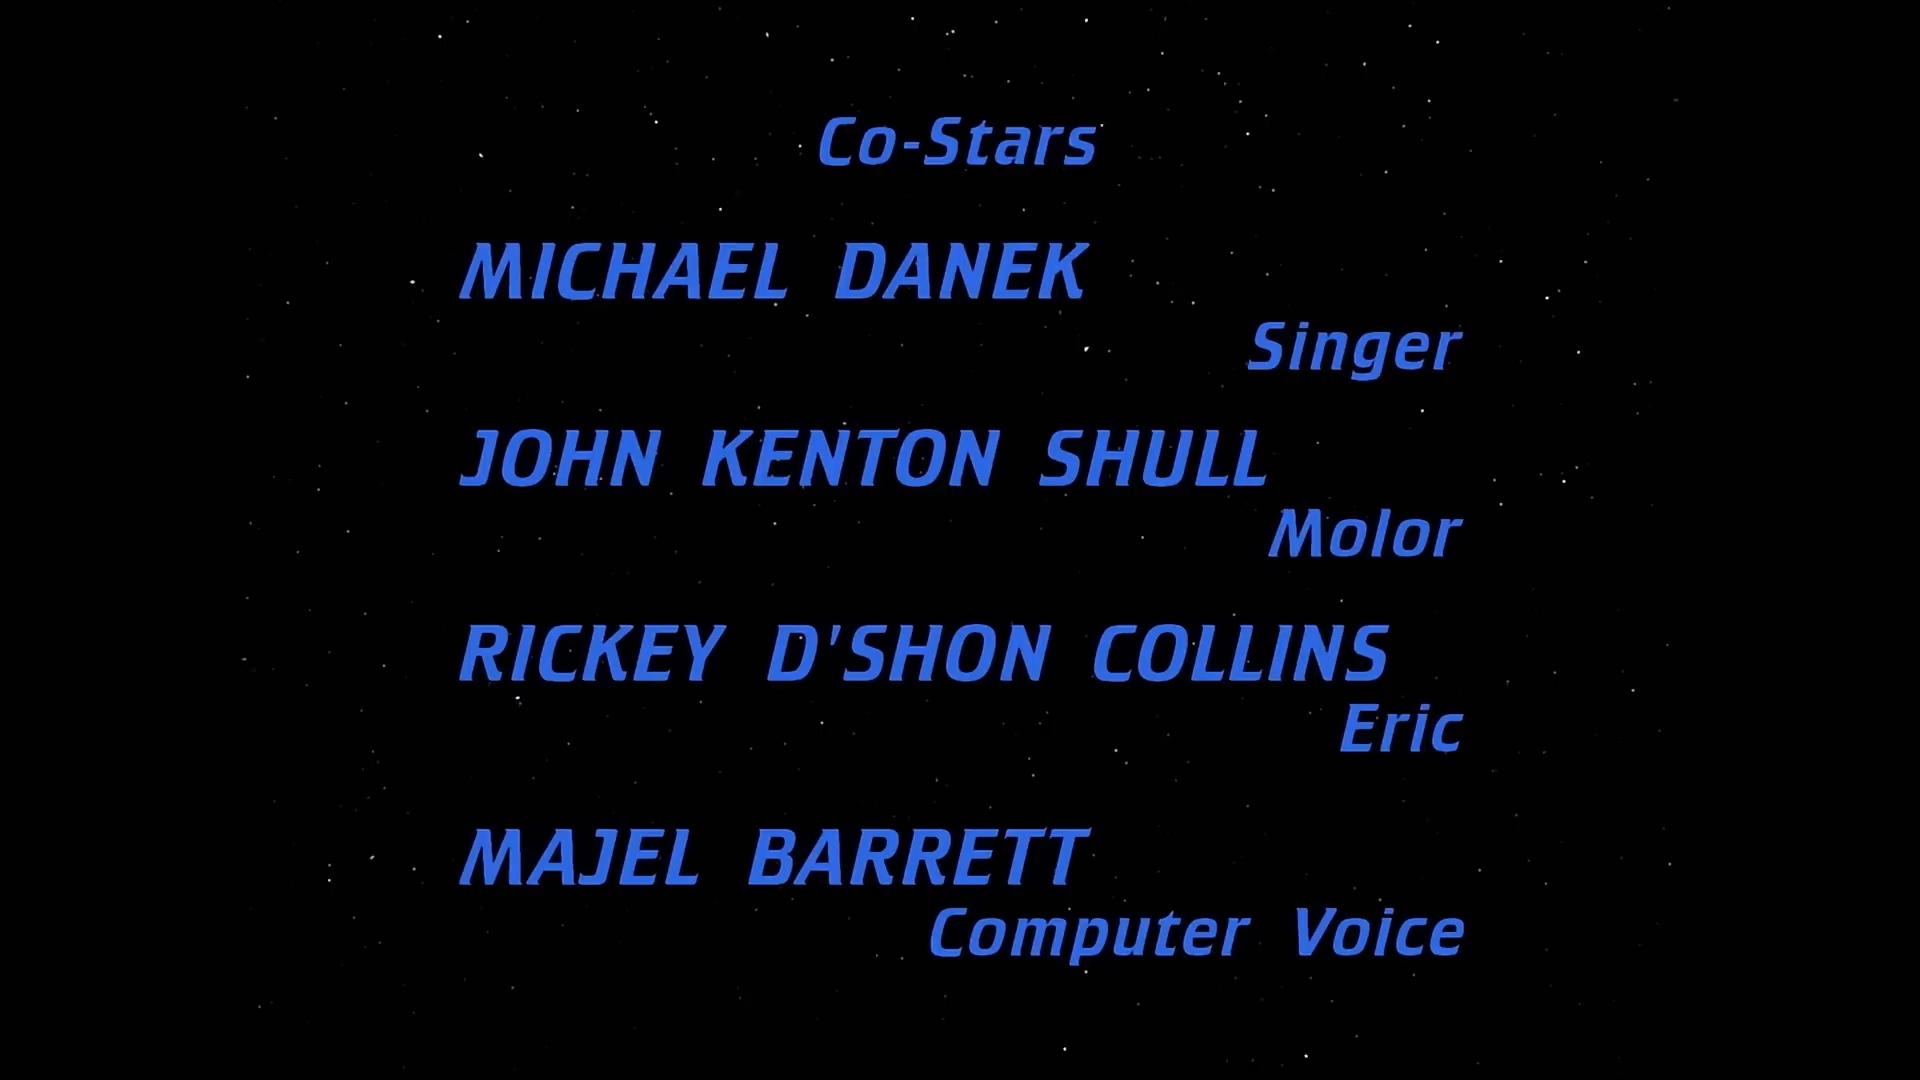 Co-Stars
MICHAEL DANEK
Singer
JOHN KENTON SHULL
Molor
RICKEY D'SHON COLLINS
Eric
MAJEL BARRETT
Computer Voice